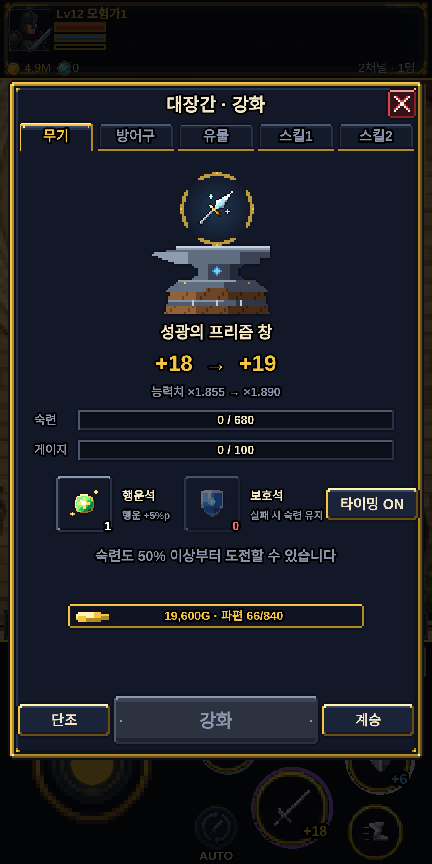 Lv12 모험가1
4.9M 0
2채널 · 1명
대장간 · 강화
무기 방어구 유물 스킬1 스킬2
성광의 프리즘 창
+18 → +19
능력치 ×1.855 → ×1.890
숙련 0 / 680
게이지 0 / 100
행운석
행운 +5%p
1
보호석
실패 시 숙련 유지
0
타이밍 ON
숙련도 50% 이상부터 도전할 수 있습니다
19,600G · 파편 66/840
단조 강화 계승
+6
+18
AUTO